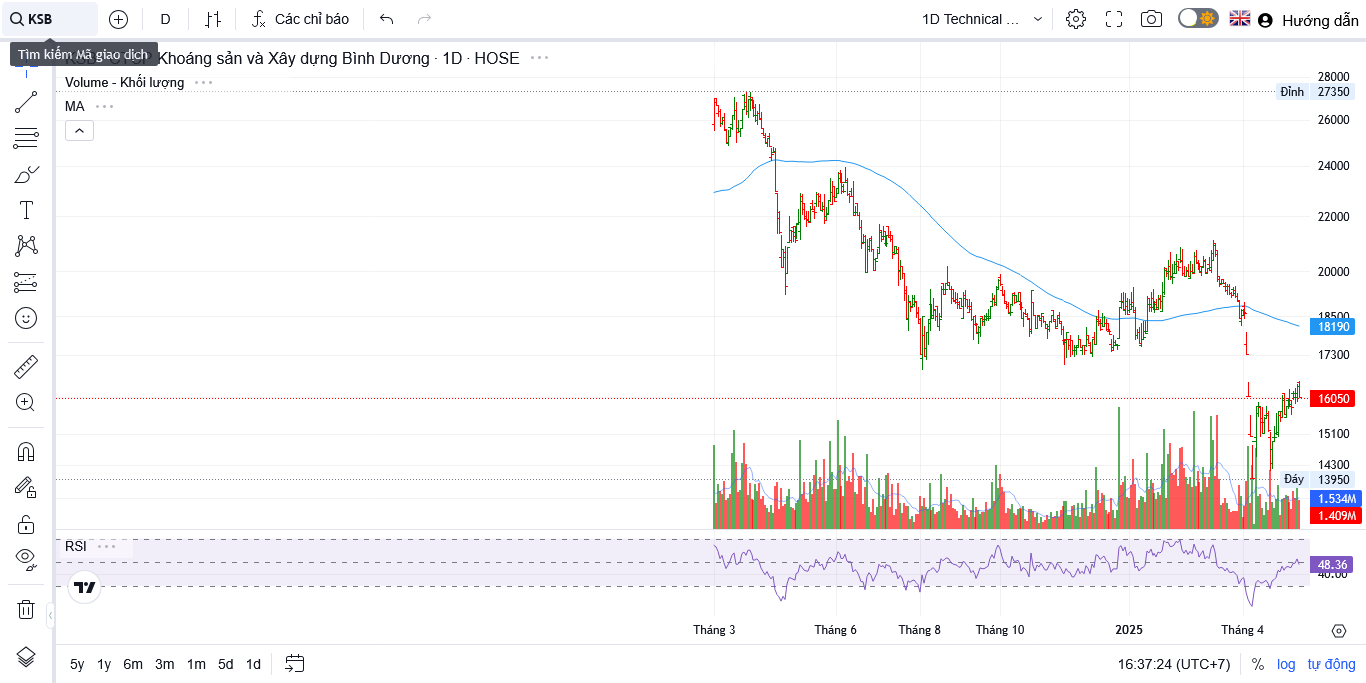 KSB
D
Các chỉ báo
1D Technical ...
Hướng dẫn
Tìm kiếm Mã giao dịch
Khoáng sản và Xây dựng Bình Dương · 1D · HOSE
Volume - Khối lượng
MA
28000
Đỉnh 27350
26000
24000
22000
20000
18500
18190
17300
16050
15100
14300
Đáy 13950
1.534M
1.409M
RSI
48.36
40.00
Tháng 3 Tháng 6 Tháng 8 Tháng 10 2025 Tháng 4
5y 1y 6m 3m 1m 5d 1d
16:37:24 (UTC+7) % log tự động